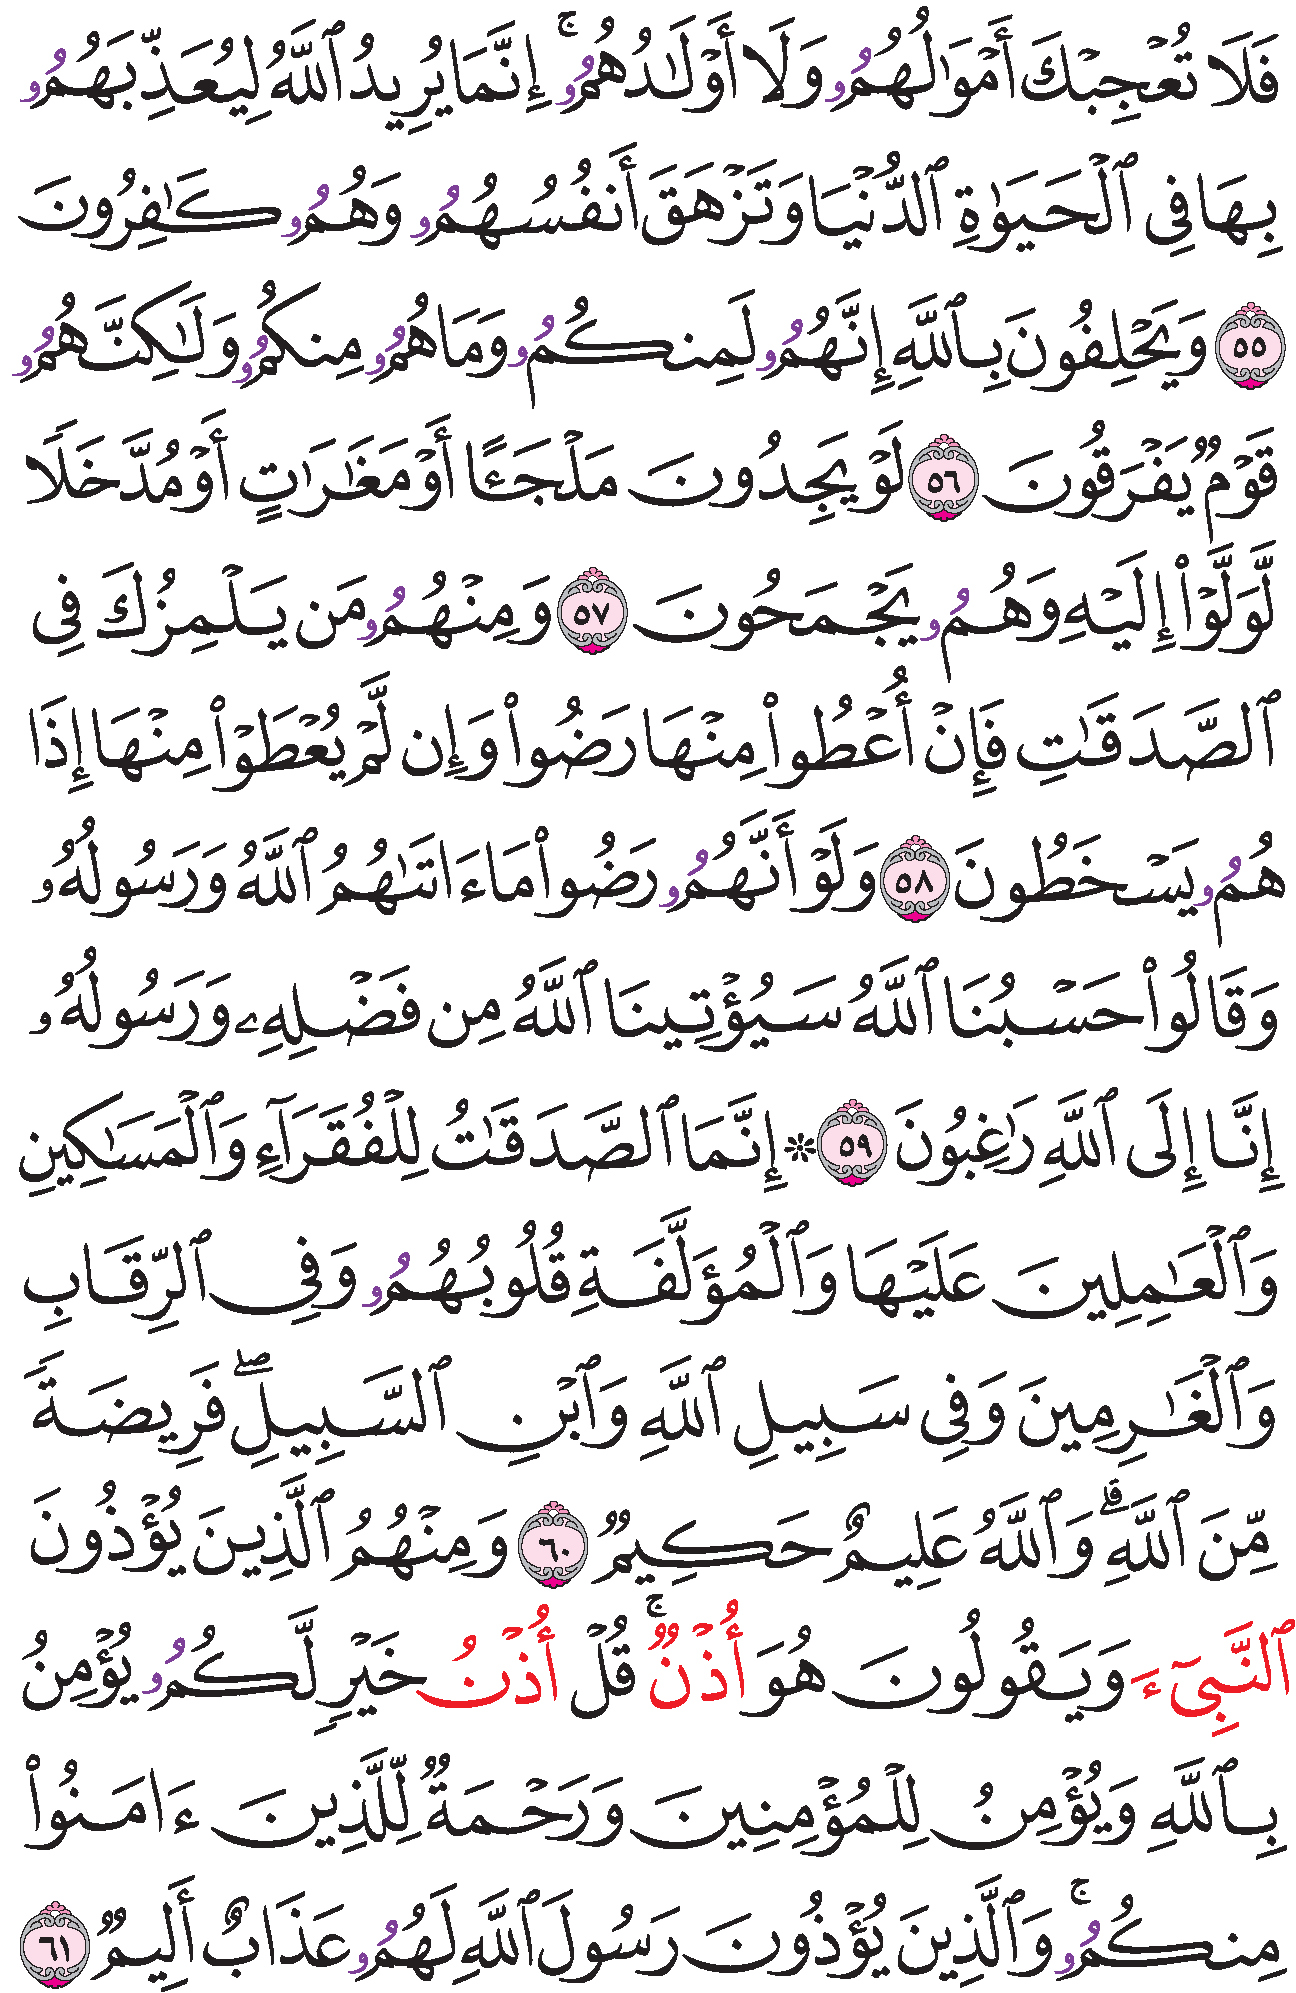 فَلَا تُعۡجِبۡكَ أَمۡوَٰلُهُمُۥ وَلَآ أَوۡلَٰدُهُمُۥۚ إِنَّمَا يُرِيدُ ٱللَّهُ لِيُعَذِّبَهُمُۥ
بِهَا فِي ٱلۡحَيَوٰةِ ٱلدُّنۡيَا وَتَزۡهَقَ أَنفُسُهُمُۥ وَهُمُۥ كَٰفِرُونَ
٥٥ وَيَحۡلِفُونَ بِٱللَّهِ إِنَّهُمُۥ لَمِنكُمُۥ وَمَا هُمُۥ مِنكُمُۥ وَلَٰكِنَّهُمُۥ
قَوۡمٞ يَفۡرَقُونَ ٥٦ لَوۡ يَجِدُونَ مَلۡجَـًٔا أَوۡ مَغَٰرَٰتٍ أَوۡ مُدَّخَلٗا
لَّوَلَّوۡاْ إِلَيۡهِ وَهُمُۥ يَجۡمَحُونَ ٥٧ وَمِنۡهُمُۥ مَن يَلۡمِزُكَ فِي
ٱلصَّدَقَٰتِ فَإِنۡ أُعۡطُواْ مِنۡهَا رَضُواْ وَإِن لَّمۡ يُعۡطَوۡاْ مِنۡهَا إِذَا
هُمُۥ يَسۡخَطُونَ ٥٨ وَلَوۡ أَنَّهُمُۥ رَضُواْ مَا ءَاتَىٰهُمُ ٱللَّهُ وَرَسُولُهُۥ
وَقَالُواْ حَسۡبُنَا ٱللَّهُ سَيُؤۡتِينَا ٱللَّهُ مِن فَضۡلِهِۦ وَرَسُولُهُۥ
إِنَّا إِلَى ٱللَّهِ رَٰغِبُونَ ٥٩ ۞ إِنَّمَا ٱلصَّدَقَٰتُ لِلۡفُقَرَآءِ وَٱلۡمَسَٰكِينِ
وَٱلۡعَٰمِلِينَ عَلَيۡهَا وَٱلۡمُؤَلَّفَةِ قُلُوبُهُمُۥ وَفِي ٱلرِّقَابِ
وَٱلۡغَٰرِمِينَ وَفِي سَبِيلِ ٱللَّهِ وَٱبۡنِ ٱلسَّبِيلِۖ فَرِيضَةٗ
مِّنَ ٱللَّهِۗ وَٱللَّهُ عَلِيمٌ حَكِيمٞ ٦٠ وَمِنۡهُمُ ٱلَّذِينَ يُؤۡذُونَ
ٱلنَّبِيٓءَ وَيَقُولُونَ هُوَ أُذۡنٞۚ قُلۡ أُذۡنُ خَيۡرٖ لَّكُمُۥ يُؤۡمِنُ
بِٱللَّهِ وَيُؤۡمِنُ لِلۡمُؤۡمِنِينَ وَرَحۡمَةٞ لِّلَّذِينَ ءَامَنُواْ
مِنكُمُۥۚ وَٱلَّذِينَ يُؤۡذُونَ رَسُولَ ٱللَّهِ لَهُمُۥ عَذَابٌ أَلِيمٞ ٦١